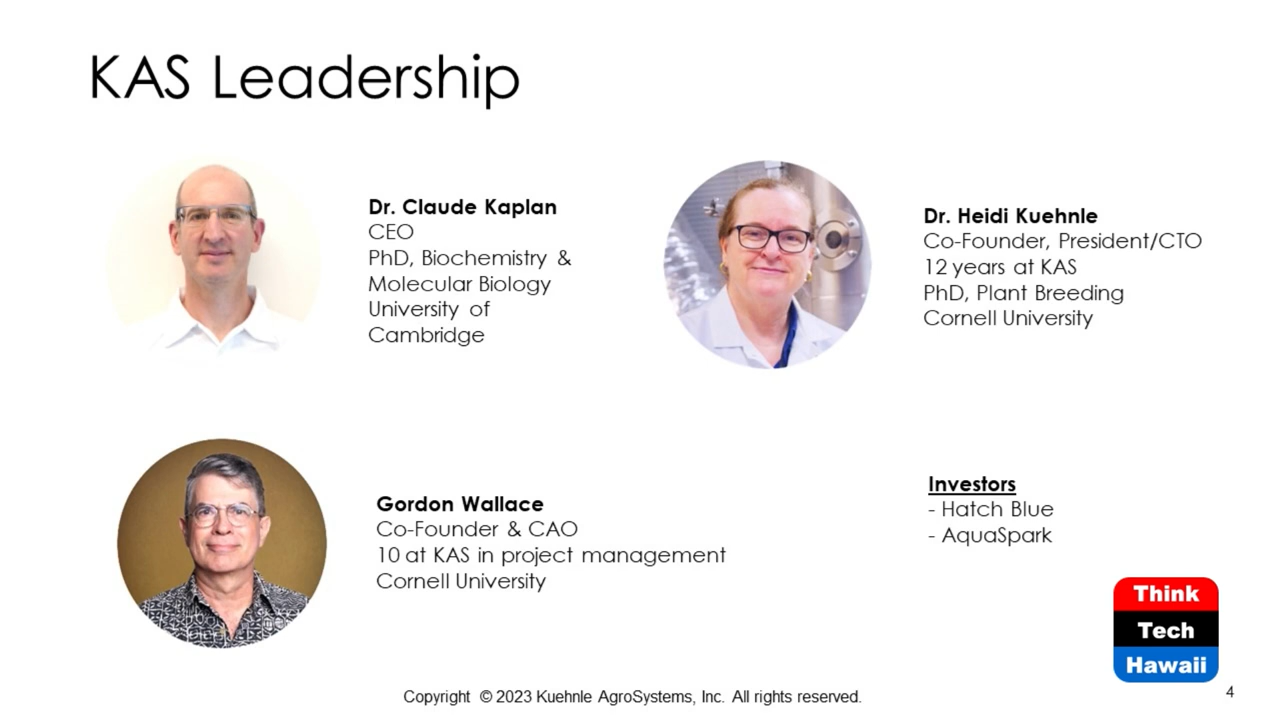 KAS Leadership
Dr. Claude Kaplan
CEO
PhD, Biochemistry &
Molecular Biology
University of
Cambridge
Dr. Heidi Kuehnle
Co-Founder, President/CTO
12 years at KAS
PhD, Plant Breeding
Cornell University
Gordon Wallace
Co-Founder & CAO
10 at KAS in project management
Cornell University
Investors
- Hatch Blue
- AquaSpark
Think
Tech
Hawaii
Copyright © 2023 Kuehnle AgroSystems, Inc. All rights reserved.
4